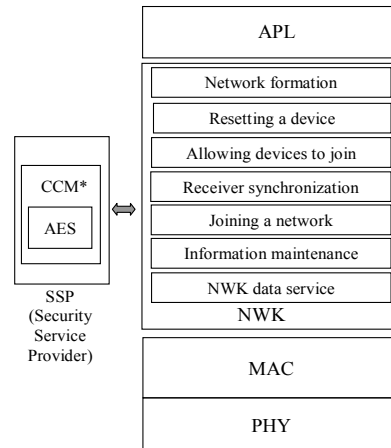 APL
Network formation
Resetting a device
Allowing devices to join
Receiver synchronization
Joining a network
Information maintenance
NWK data service
NWK
CCM*
AES
SSP
(Security
Service
Provider)
MAC
PHY